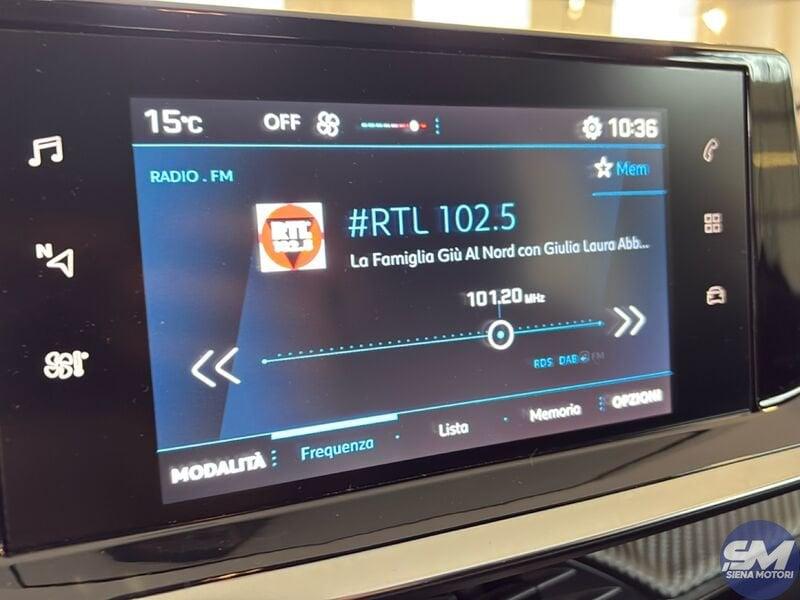 15°C OFF 10:36
RADIO . FM
Mem
RTL
102.5
#RTL 102.5
La Famiglia Giù Al Nord con Giulia Laura Abb...
101.20 MHz
N
RDS DAB FM
MODALITÀ Frequenza Lista Memoria OPZIONI
SM
SIENA MOTORI